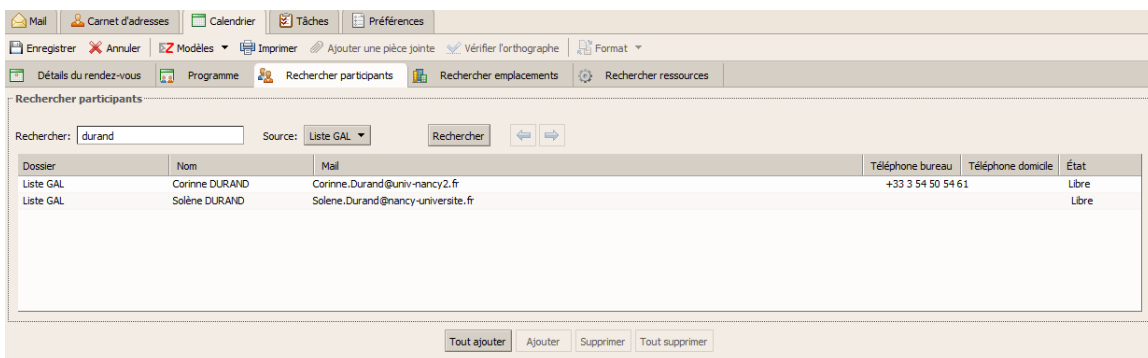 Mail Carnet d'adresses Calendrier Tâches Préférences
Enregistrer Annuler Modèles Imprimer Ajouter une pièce jointe Vérifier l'orthographe Format
Détails du rendez-vous Programme Rechercher participants Rechercher emplacements Rechercher ressources
Rechercher participants
Rechercher: durand Source: Liste GAL Rechercher
Dossier Nom Mail Téléphone bureau Téléphone domicile État
Liste GAL Corinne DURAND Corinne.Durand@univ-nancy2.fr +33 3 54 50 54 61 Libre
Liste GAL Solène DURAND Solene.Durand@nancy-universite.fr Libre
Tout ajouter Ajouter Supprimer Tout supprimer